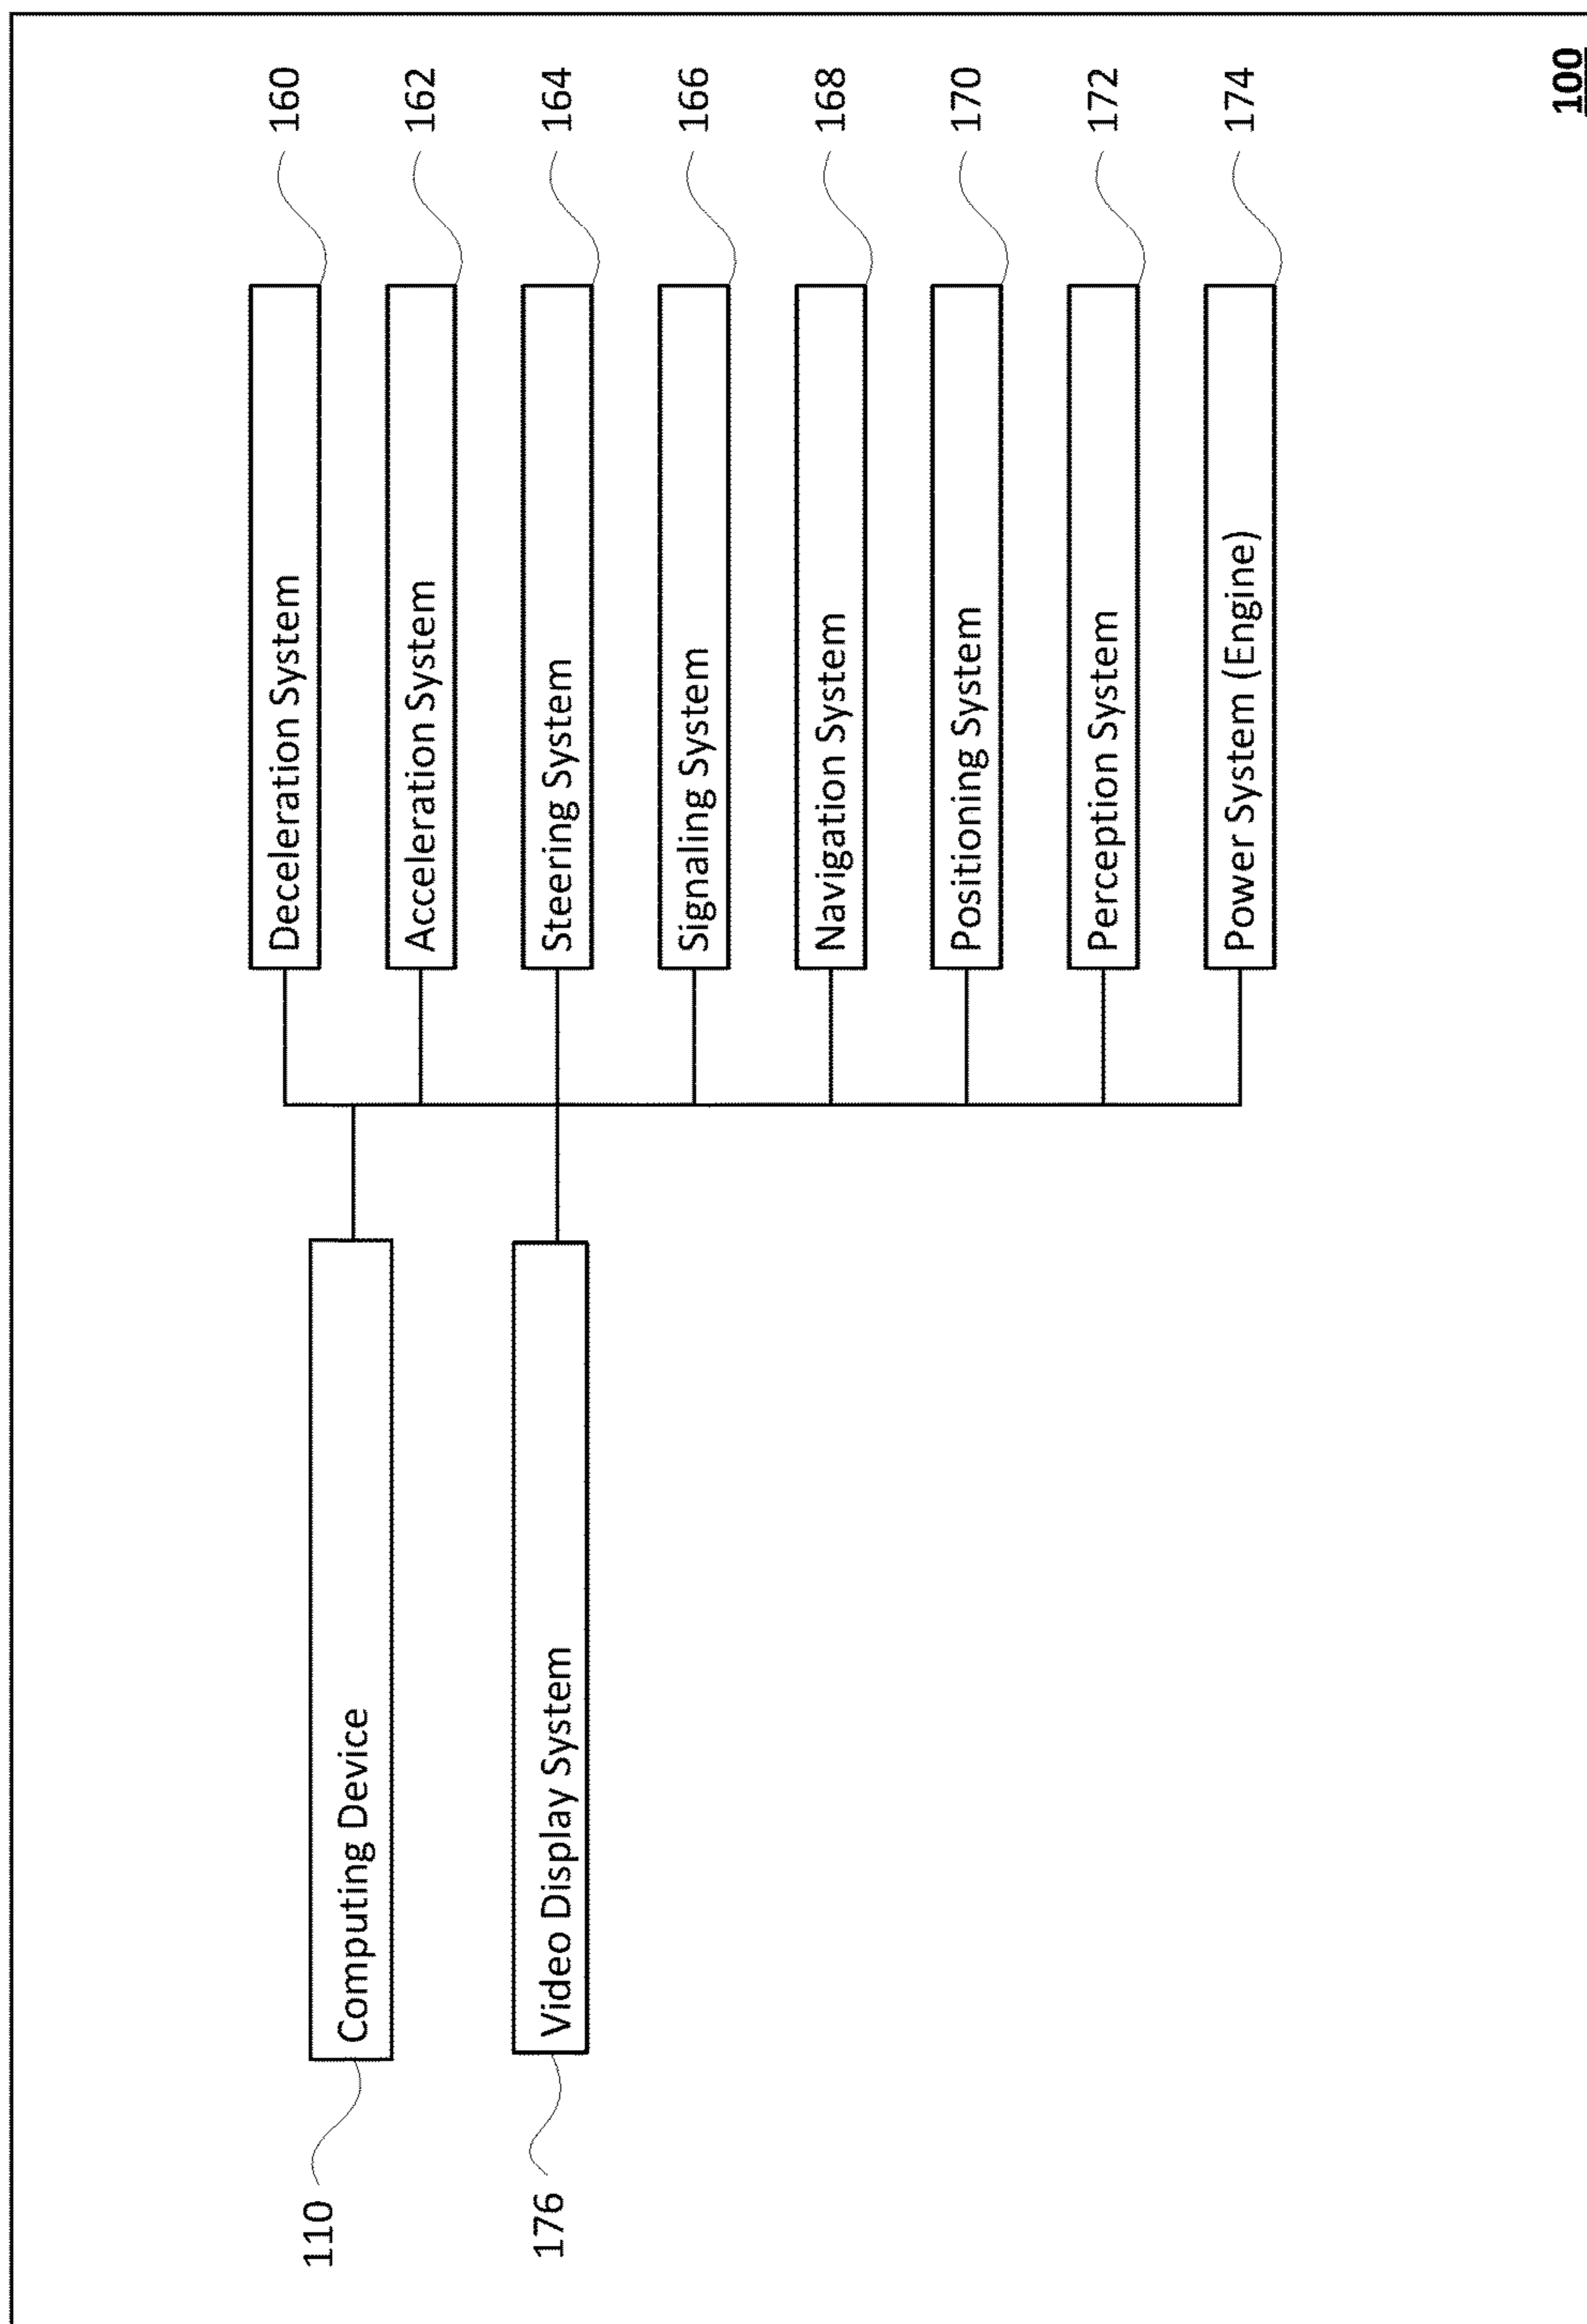 Deceleration System
160
Computing Device
110
Acceleration System
162
Video Display System
176
Steering System
164
Signaling System
166
Navigation System
168
Positioning System
170
Perception System
172
Power System (Engine)
174
100